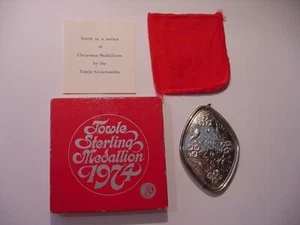 Fourth in a series
of
Christmas Medallions
by the
Towle Silversmiths
Towle
Sterling
Medallion
1974